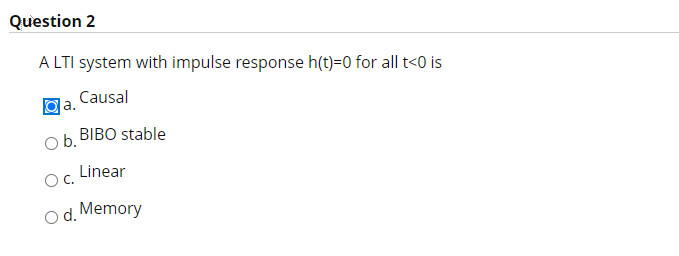 Question 2
A LTI system with impulse response h(t)=0 for all t<0 is
a. Causal
b. BIBO stable
c. Linear
d. Memory